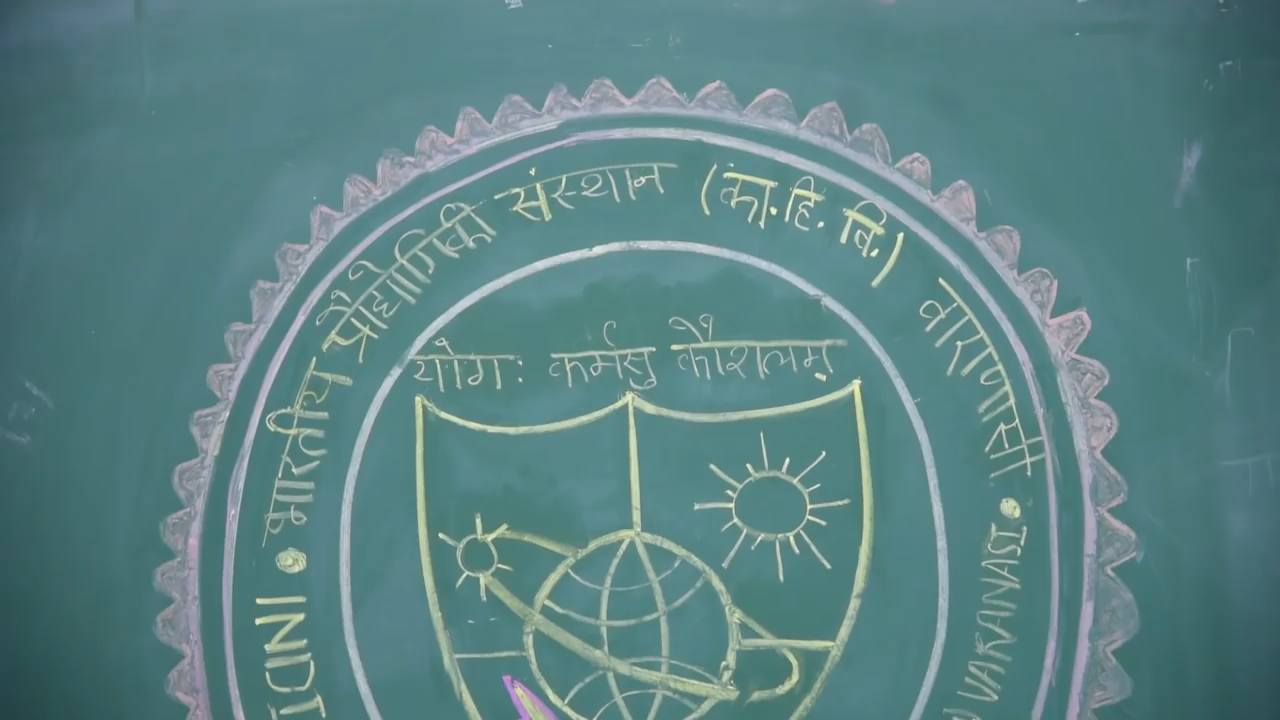 भारतीय प्रौद्योगिकी संस्थान (का.हि.वि.) वाराणसी
योगः कर्मसु कौशलम्
INDI
VARANASI